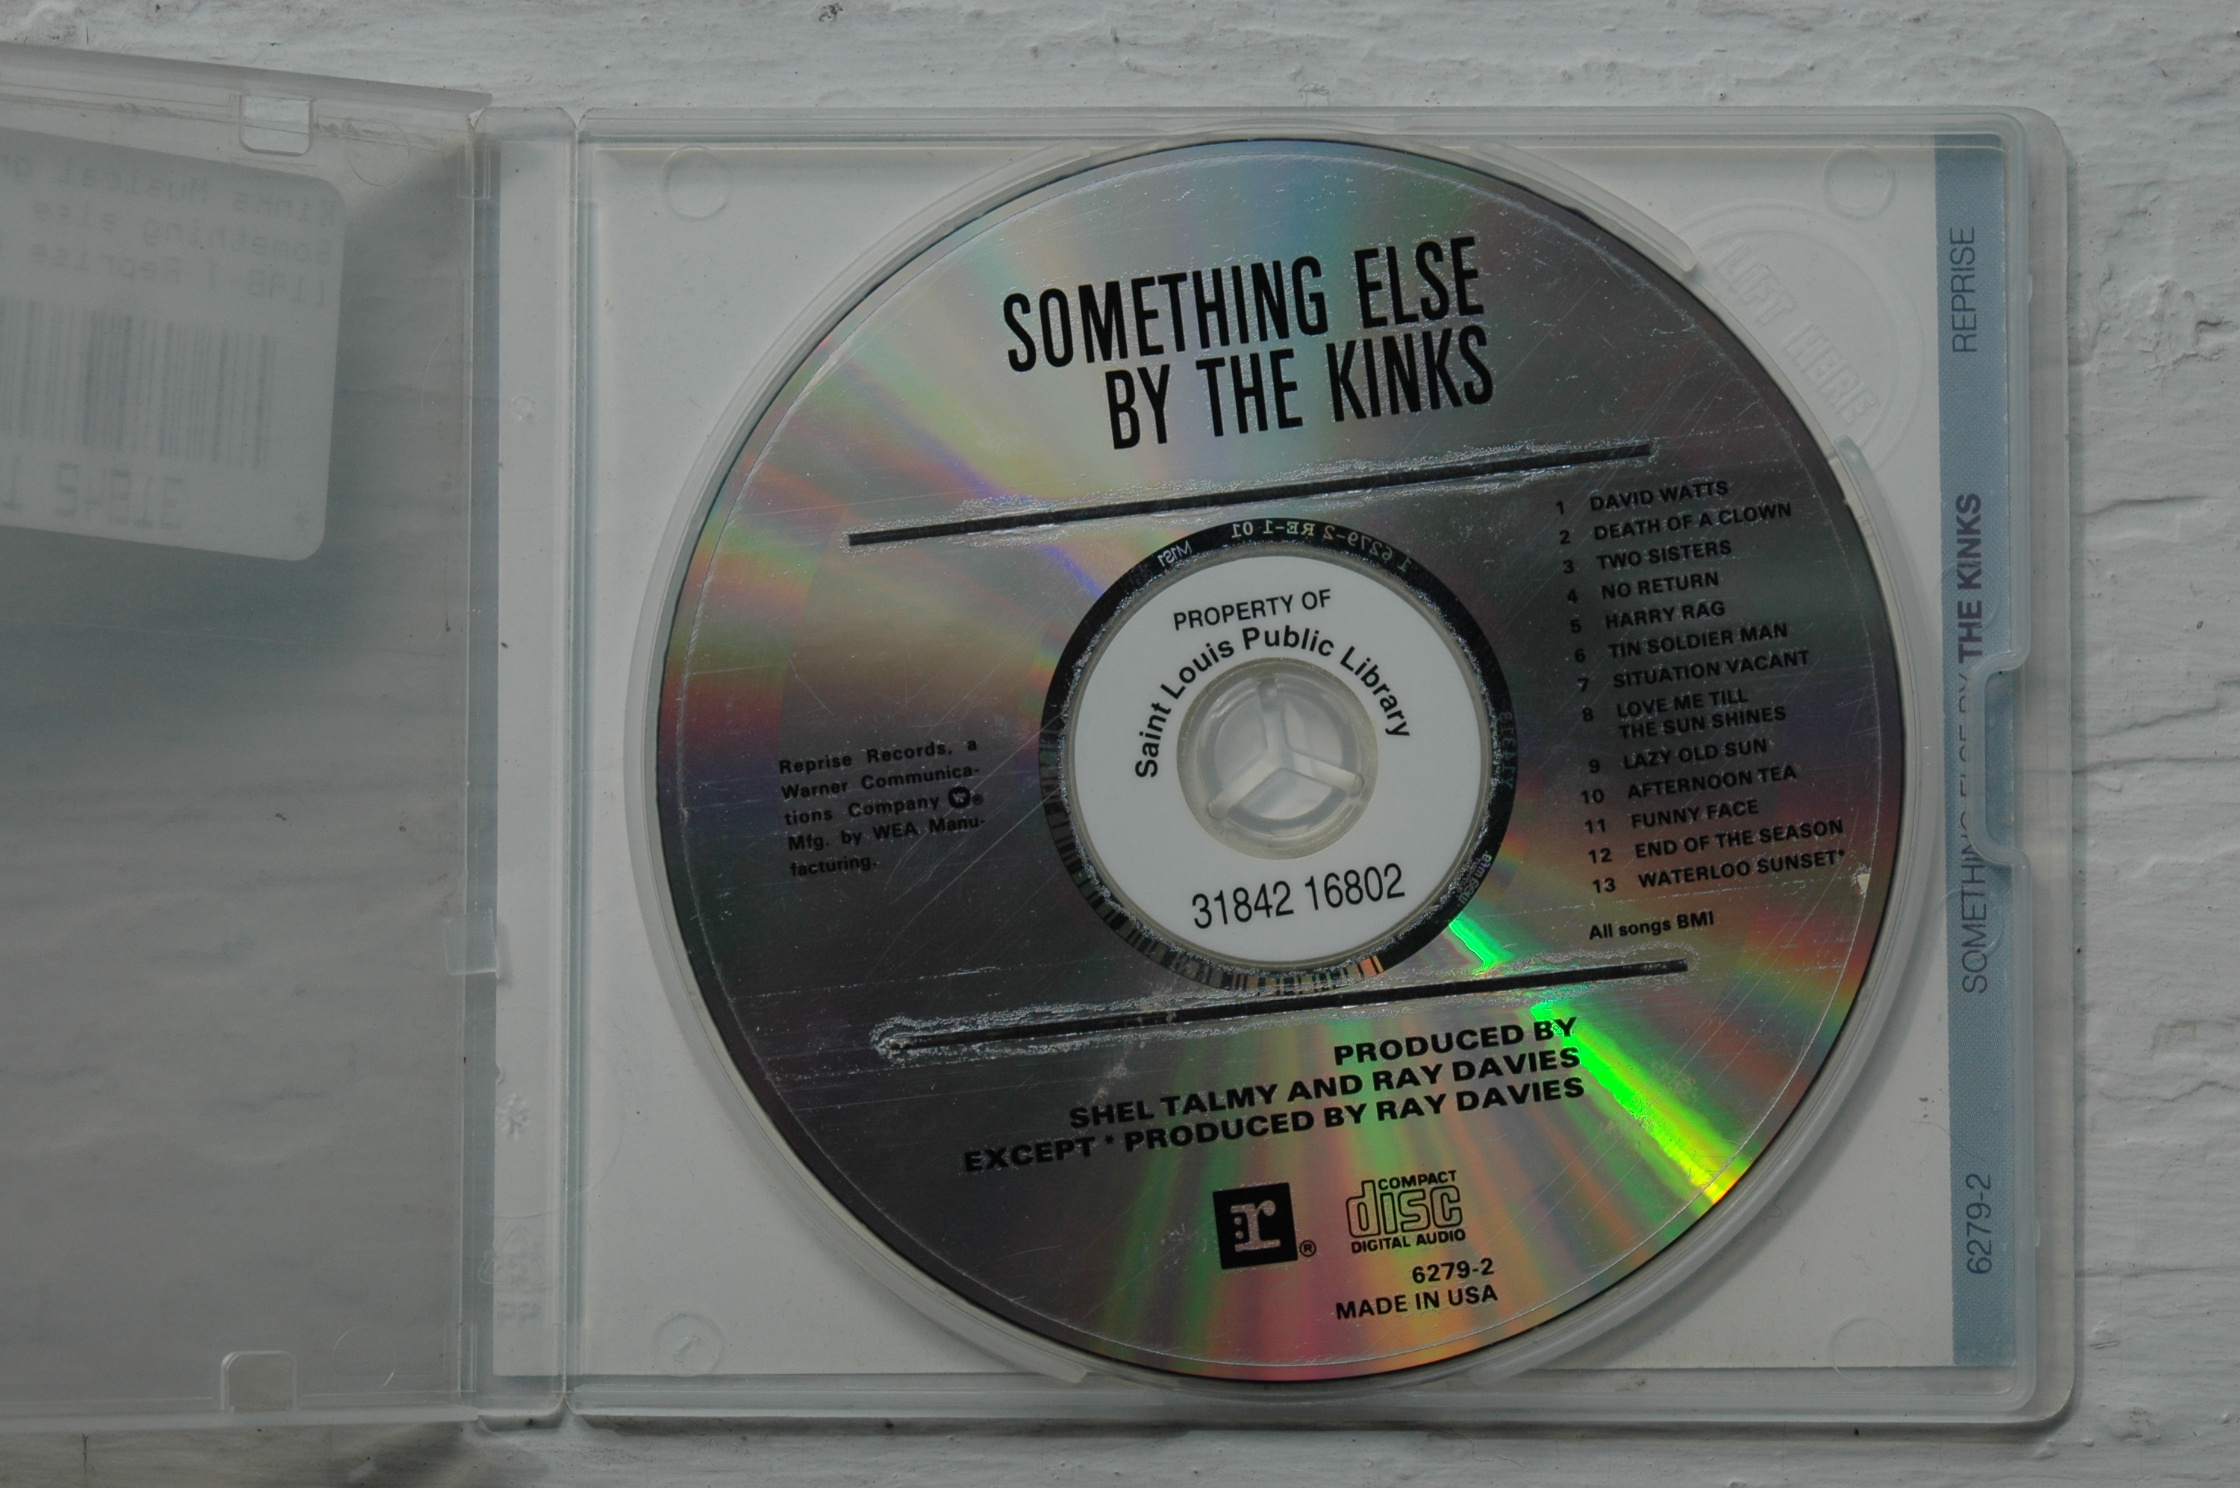 Kinks Musical
Something else
Reprise
31842 1
SOMETHING ELSE
BY THE KINKS
1 6279-2 RE-1 01
M1S1
PROPERTY OF
Saint Louis Public Library
31842 16802
1 DAVID WATTS
2 DEATH OF A CLOWN
3 TWO SISTERS
4 NO RETURN
5 HARRY RAG
6 TIN SOLDIER MAN
7 SITUATION VACANT
8 LOVE ME TILL
THE SUN SHINES
9 LAZY OLD SUN
10 AFTERNOON TEA
11 FUNNY FACE
12 END OF THE SEASON
13 WATERLOO SUNSET*
All songs BMI
Reprise Records, a
Warner Communica-
tions Company ®
Mfg. by WEA Manu-
facturing.
PRODUCED BY
SHEL TALMY AND RAY DAVIES
EXCEPT * PRODUCED BY RAY DAVIES
:r®
COMPACT
disc
DIGITAL AUDIO
6279-2
MADE IN USA
LIFT HERE
SOMETHING ELSE BY THE KINKS
REPRISE
6279-2